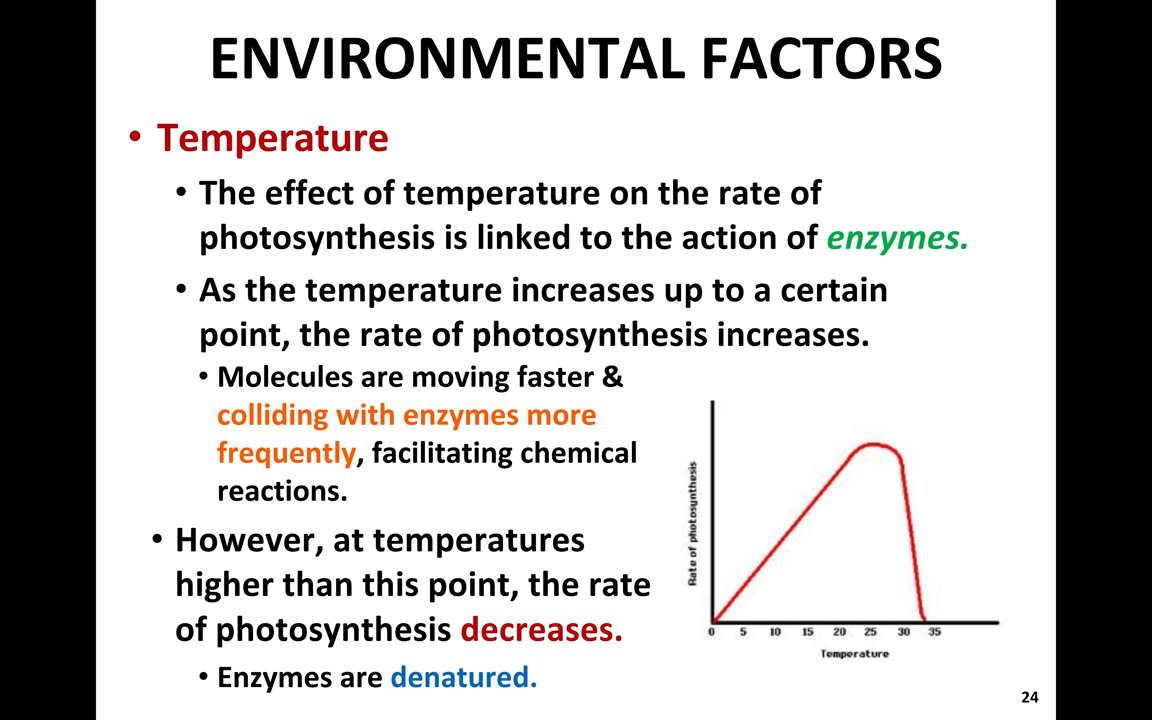 ENVIRONMENTAL FACTORS
• Temperature
• The effect of temperature on the rate of
photosynthesis is linked to the action of enzymes.
• As the temperature increases up to a certain
point, the rate of photosynthesis increases.
• Molecules are moving faster &
colliding with enzymes more
frequently, facilitating chemical
reactions.
• However, at temperatures
higher than this point, the rate
of photosynthesis decreases.
• Enzymes are denatured.
Rate of photosynthesis
0 5 10 15 20 25 30 35
Temperature
24